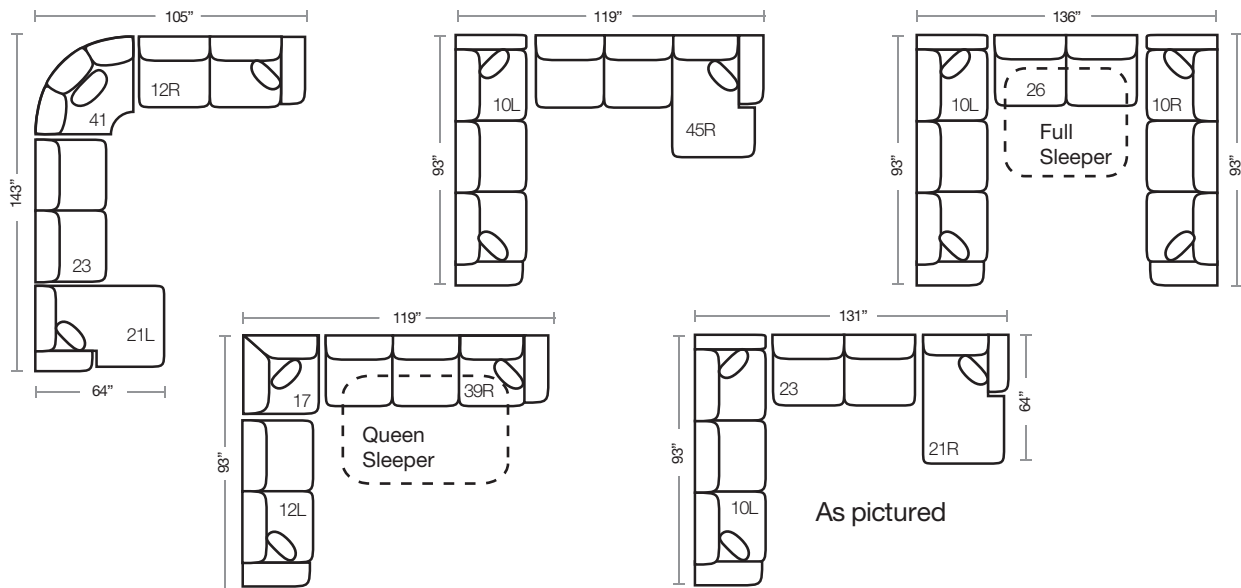 105”
143”
41
12R
23
21L
64”
119”
93”
10L
45R
136”
93”
93”
10L
26
10R
Full
Sleeper
119”
93”
17
39R
Queen
Sleeper
12L
131”
93”
64”
23
21R
10L
As pictured